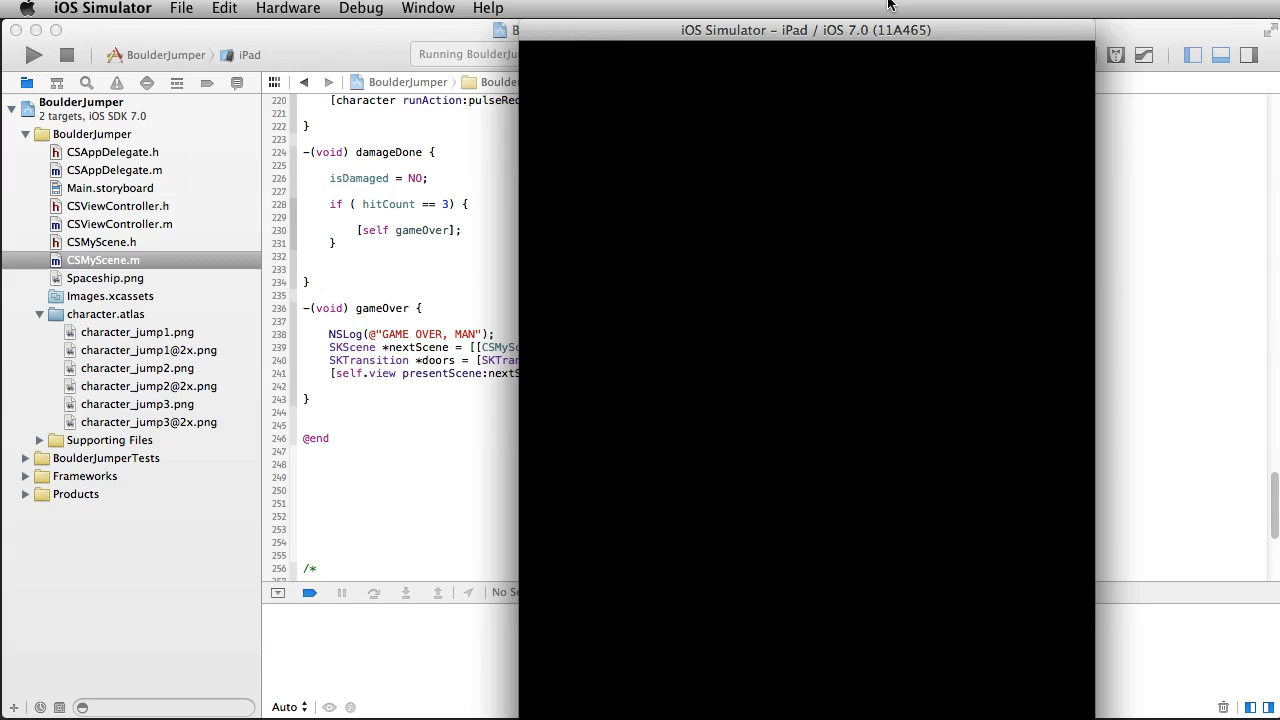 iOS Simulator File Edit Hardware Debug Window Help
iOS Simulator – iPad / iOS 7.0 (11A465)
B
BoulderJumper iPad
Running BoulderJu
BoulderJumper Boulde
BoulderJumper
2 targets, iOS SDK 7.0
BoulderJumper
CSAppDelegate.h
CSAppDelegate.m
Main.storyboard
CSViewController.h
CSViewController.m
CSMyScene.h
CSMyScene.m
Spaceship.png
Images.xcassets
character.atlas
character_jump1.png
character_jump1@2x.png
character_jump2.png
character_jump2@2x.png
character_jump3.png
character_jump3@2x.png
Supporting Files
BoulderJumperTests
Frameworks
Products
220 [character runAction:pulseRed
221
222 }
223
224 -(void) damageDone {
225
226 isDamaged = NO;
227
228 if ( hitCount == 3) {
229
230 [self gameOver];
231 }
232
233
234 }
235
236 -(void) gameOver {
237
238 NSLog(@"GAME OVER, MAN");
239 SKScene *nextScene = [[CSMySc
240 SKTransition *doors = [SKTran
241 [self.view presentScene:nextS
242
243 }
244
245
246 @end
247
248
249
250
251
252
253
254
255
256 /*
No Se
Auto